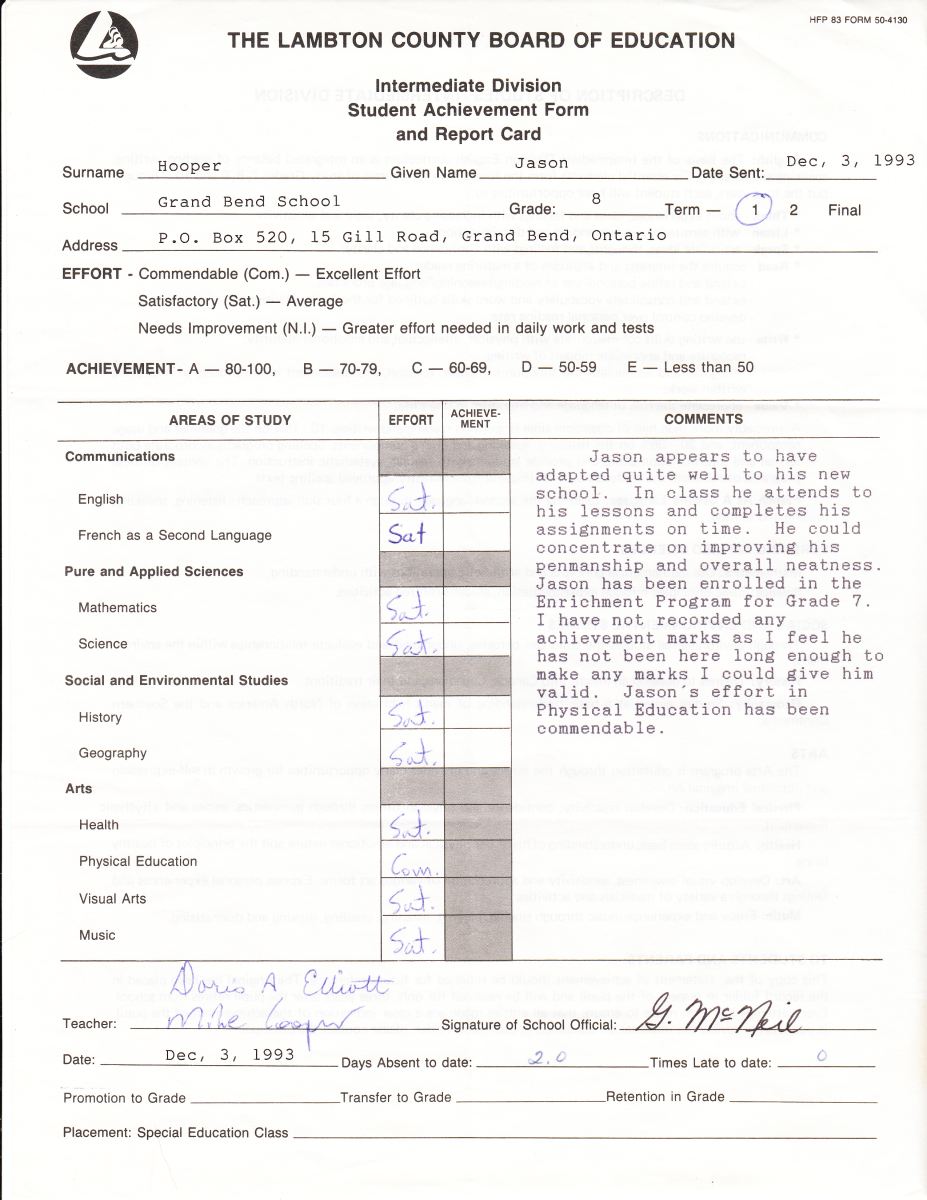 HFP 83 FORM 50-4130
THE LAMBTON COUNTY BOARD OF EDUCATION
Intermediate Division
Student Achievement Form
and Report Card
Surname Hooper Given Name Jason Date Sent: Dec, 3, 1993
School Grand Bend School Grade: 8 Term — 1 2 Final
Address P.O. Box 520, 15 Gill Road, Grand Bend, Ontario
EFFORT - Commendable (Com.) — Excellent Effort
Satisfactory (Sat.) — Average
Needs Improvement (N.I.) — Greater effort needed in daily work and tests
ACHIEVEMENT- A — 80-100, B — 70-79, C — 60-69, D — 50-59 E — Less than 50
AREAS OF STUDY EFFORT ACHIEVE-MENT COMMENTS
Communications
English Sat.
French as a Second Language Sat
Pure and Applied Sciences
Mathematics Sat.
Science Sat.
Social and Environmental Studies
History Sat.
Geography Sat.
Arts
Health Sat.
Physical Education Com.
Visual Arts Sat.
Music Sat.
Jason appears to have
adapted quite well to his new
school. In class he attends to
his lessons and completes his
assignments on time. He could
concentrate on improving his
penmanship and overall neatness.
Jason has been enrolled in the
Enrichment Program for Grade 7.
I have not recorded any
achievement marks as I feel he
has not been here long enough to
make any marks I could give him
valid. Jason's effort in
Physical Education has been
commendable.
Doris A. Elliott
Teacher: Mike Cooper Signature of School Official: G. McNeil
Date: Dec, 3, 1993 Days Absent to date: 2.0 Times Late to date: 0
Promotion to Grade Transfer to Grade Retention in Grade
Placement: Special Education Class